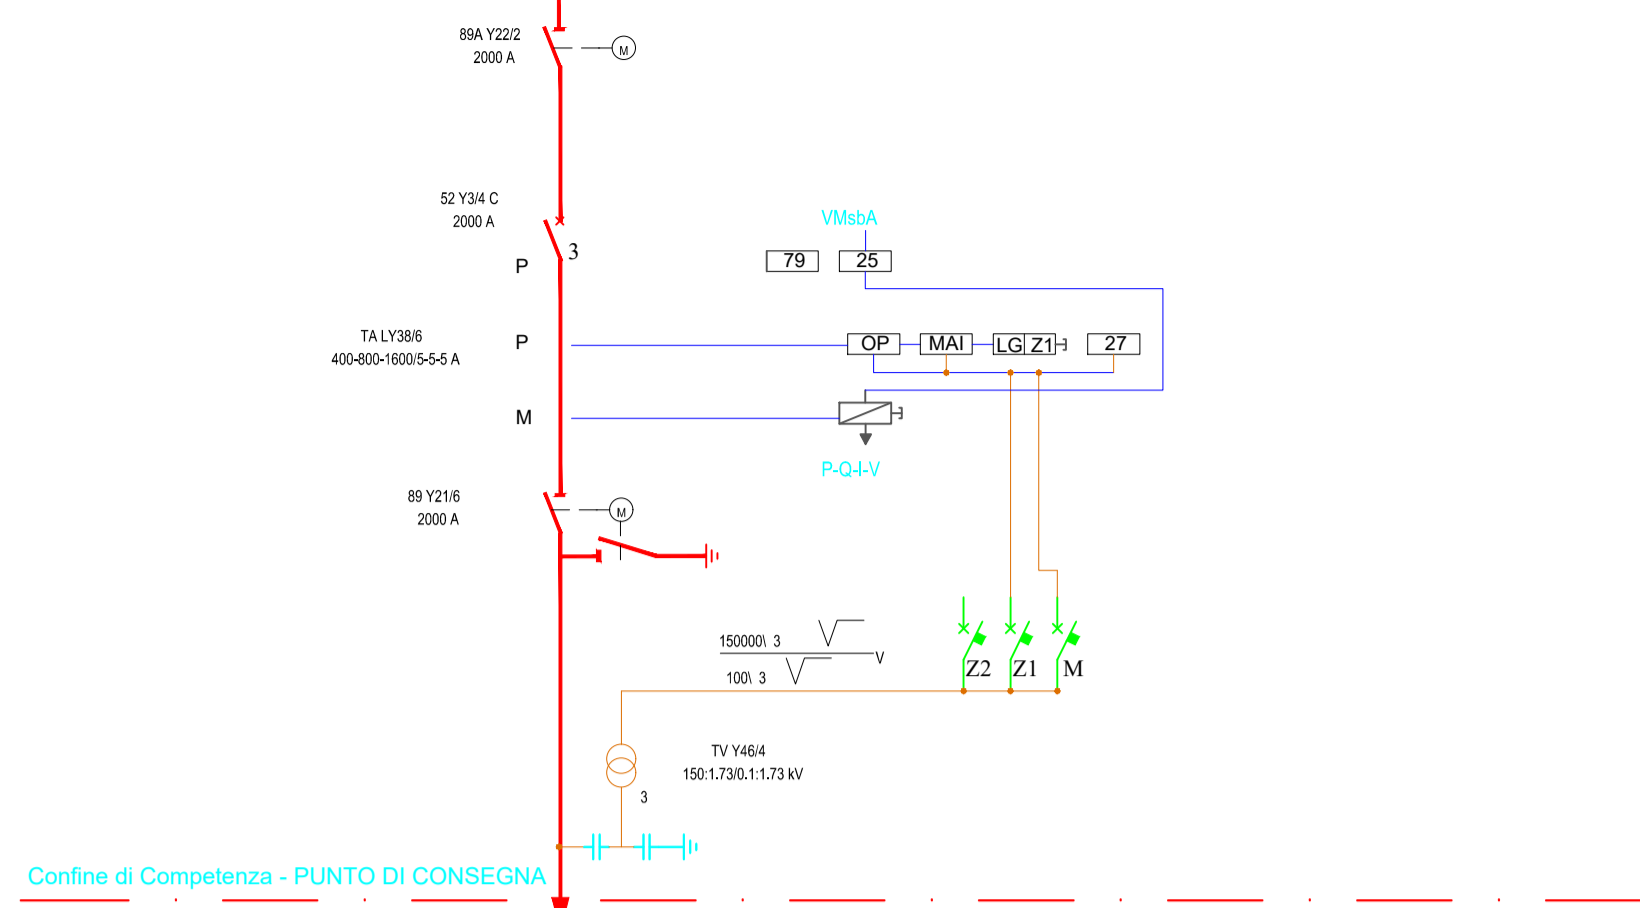 89A Y22/2
2000 A
M
52 Y3/4 C
2000 A
3
P
VMsbA
79
25
TA LY38/6
400-800-1600/5-5-5 A
P
OP
MAI
LG
Z1
27
M
P-Q-I-V
89 Y21/6
2000 A
M
150000\ 3
V
100\ 3
Z2
Z1
M
TV Y46/4
150:1.73/0.1:1.73 kV
3
Confine di Competenza - PUNTO DI CONSEGNA